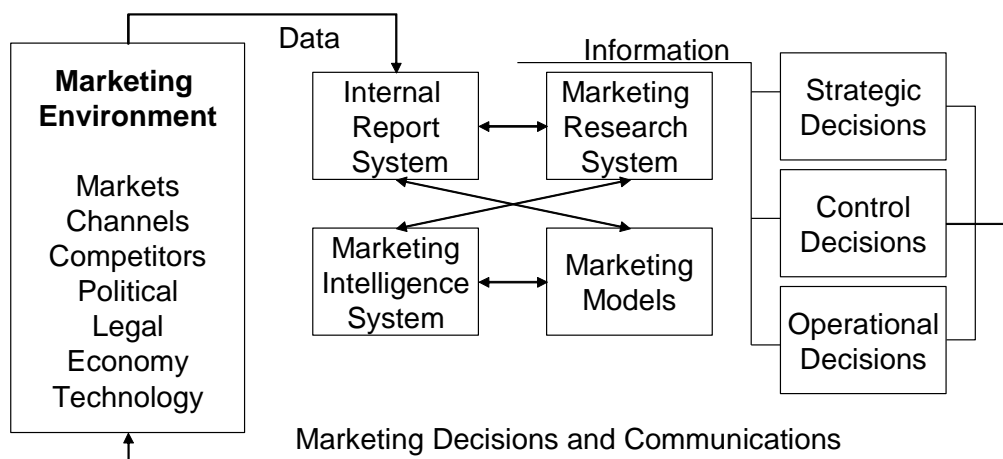 Data
Marketing
Environment
Markets
Channels
Competitors
Political
Legal
Economy
Technology
Internal
Report
System
Marketing
Research
System
Marketing
Intelligence
System
Marketing
Models
Information
Strategic
Decisions
Control
Decisions
Operational
Decisions
Marketing Decisions and Communications